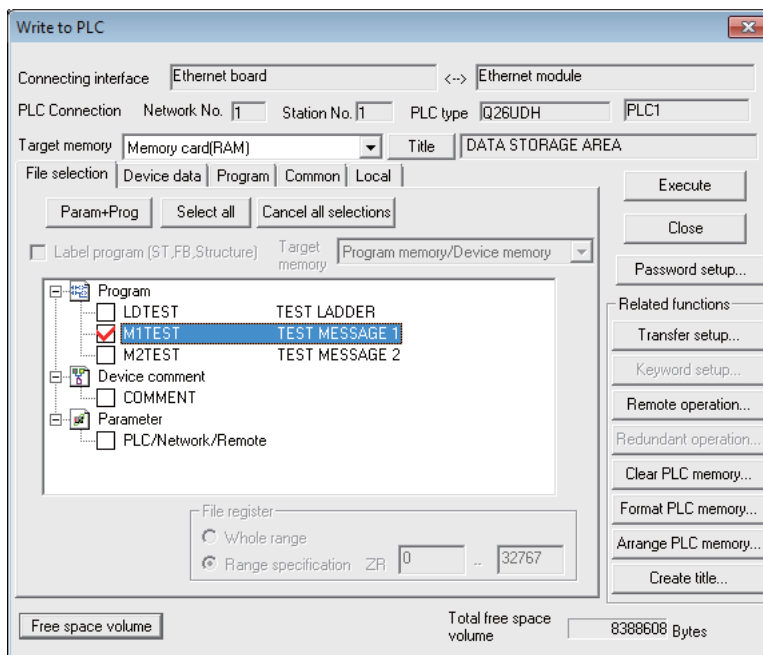 Write to PLC
Connecting interface Ethernet board <--> Ethernet module
PLC Connection Network No. 1 Station No. 1 PLC type Q26UDH PLC1
Target memory Memory card(RAM) Title DATA STORAGE AREA
File selection Device data Program Common Local
Execute
Param+Prog Select all Cancel all selections
Close
Label program (ST,FB,Structure) Target memory Program memory/Device memory
Password setup...
Program
LDTEST TEST LADDER
M1TEST TEST MESSAGE 1
M2TEST TEST MESSAGE 2
Device comment
COMMENT
Parameter
PLC/Network/Remote
Related functions
Transfer setup...
Keyword setup...
Remote operation...
Redundant operation...
Clear PLC memory...
Format PLC memory...
Arrange PLC memory...
Create title...
File register
Whole range
Range specification ZR 0 .. 32767
Free space volume Total free space volume 8388608 Bytes